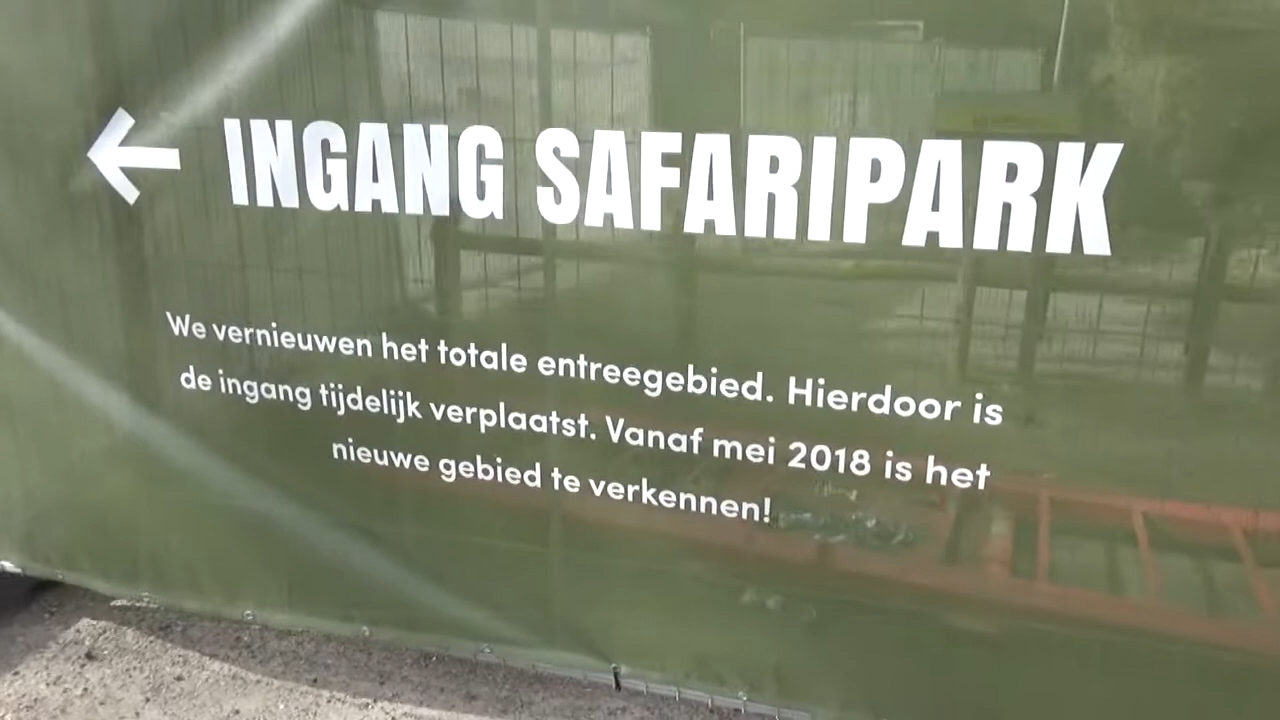 ← INGANG SAFARIPARK
We vernieuwen het totale entreegebied. Hierdoor is
de ingang tijdelijk verplaatst. Vanaf mei 2018 is het
nieuwe gebied te verkennen!